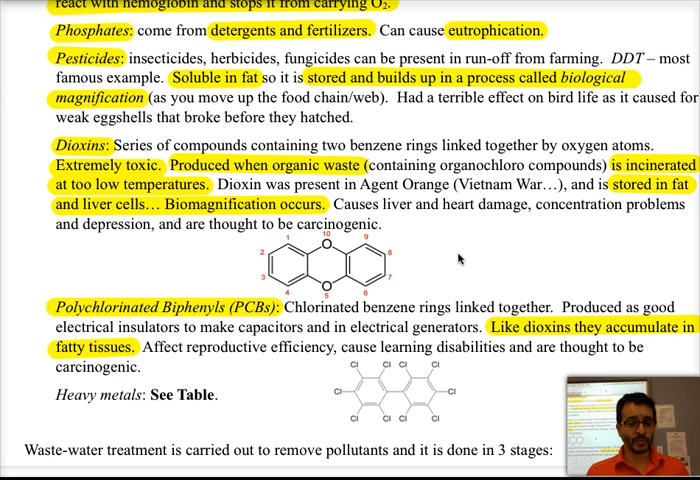 react with hemoglobin and stops it from carrying O₂.
Phosphates: come from detergents and fertilizers. Can cause eutrophication.
Pesticides: insecticides, herbicides, fungicides can be present in run-off from farming. DDT – most
famous example. Soluble in fat so it is stored and builds up in a process called biological
magnification (as you move up the food chain/web). Had a terrible effect on bird life as it caused for
weak eggshells that broke before they hatched.
Dioxins: Series of compounds containing two benzene rings linked together by oxygen atoms.
Extremely toxic. Produced when organic waste (containing organochloro compounds) is incinerated
at too low temperatures. Dioxin was present in Agent Orange (Vietnam War…), and is stored in fat
and liver cells… Biomagnification occurs. Causes liver and heart damage, concentration problems
and depression, and are thought to be carcinogenic.
1 10 9
O
2 8
3 7
O
4 5 6
Polychlorinated Biphenyls (PCBs): Chlorinated benzene rings linked together. Produced as good
electrical insulators to make capacitors and in electrical generators. Like dioxins they accumulate in
fatty tissues. Affect reproductive efficiency, cause learning disabilities and are thought to be
carcinogenic.
Cl Cl Cl Cl
Cl Cl
Cl Cl Cl Cl
Heavy metals: See Table.
Waste-water treatment is carried out to remove pollutants and it is done in 3 stages: